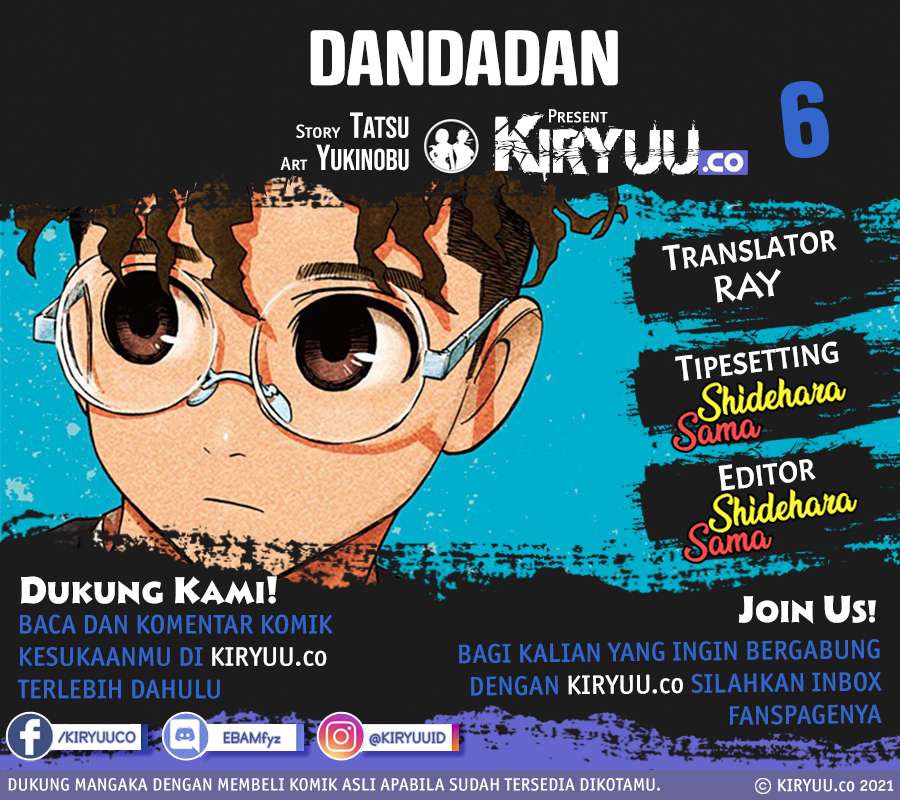 DANDADAN
6
STORY TATSU
ART YUKINOBU
PRESENT
KIRYUU.CO
TRANSLATOR
RAY
TIPESETTING
Shidehara
Sama
EDITOR
Shidehara
Sama
DUKUNG KAMI!
BACA DAN KOMENTAR KOMIK
KESUKAANMU DI KIRYUU.co
TERLEBIH DAHULU
JOIN US!
BAGI KALIAN YANG INGIN BERGABUNG
DENGAN KIRYUU.co SILAHKAN INBOX
FANSPAGENYA
/KIRYUUCO
EBAMfyz
@KIRYUUID
DUKUNG MANGAKA DENGAN MEMBELI KOMIK ASLI APABILA SUDAH TERSEDIA DIKOTAMU.
© KIRYUU.co 2021